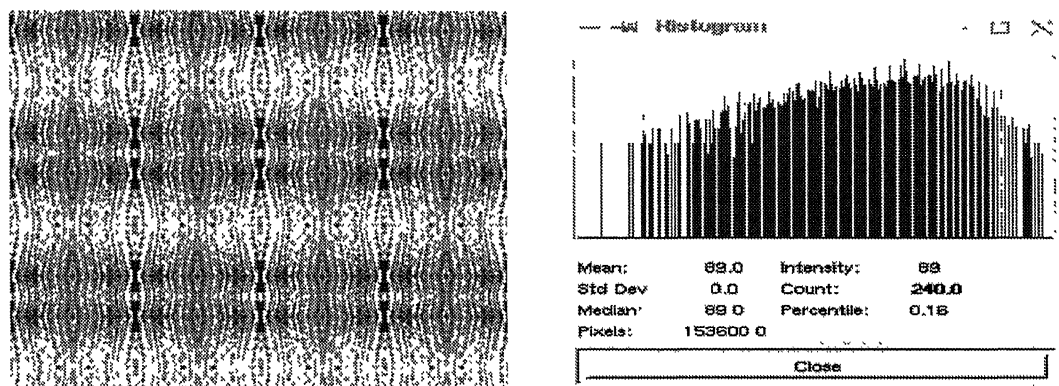 Histogram
Mean: 89.0 Intensity: 89
Std Dev 0.0 Count: 240.0
Median: 89 0 Percentile: 0.16
Pixels: 153600 0
Close